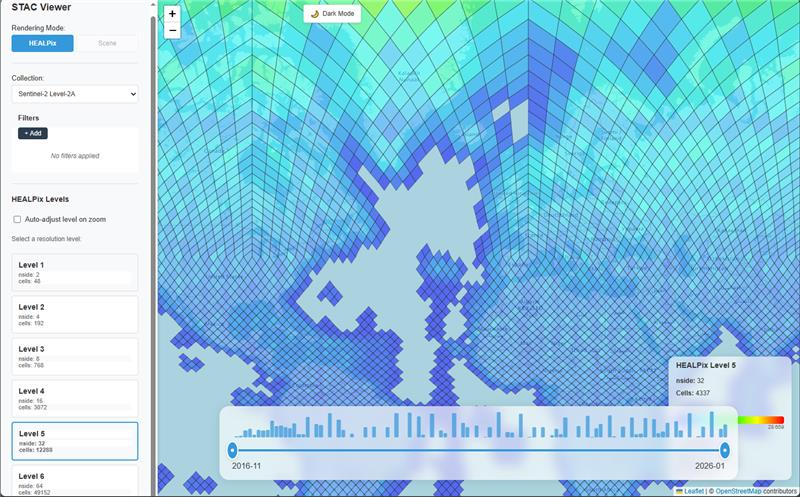 STAC Viewer
Rendering Mode:
HEALPix
Scene
Collection:
Sentinel-2 Level-2A
Filters
+ Add
No filters applied
HEALPix Levels
Auto-adjust level on zoom
Select a resolution level:
Level 1
nside: 2
cells: 48
Level 2
nside: 4
cells: 192
Level 3
nside: 8
cells: 768
Level 4
nside: 16
cells: 3072
Level 5
nside: 32
cells: 12288
Level 6
nside: 64
cells: 49152
+
−
🌙 Dark Mode
HEALPix Level 5
nside: 32
Cells: 4337
28 659
2016-11
2026-01
Leaflet | © OpenStreetMap contributors